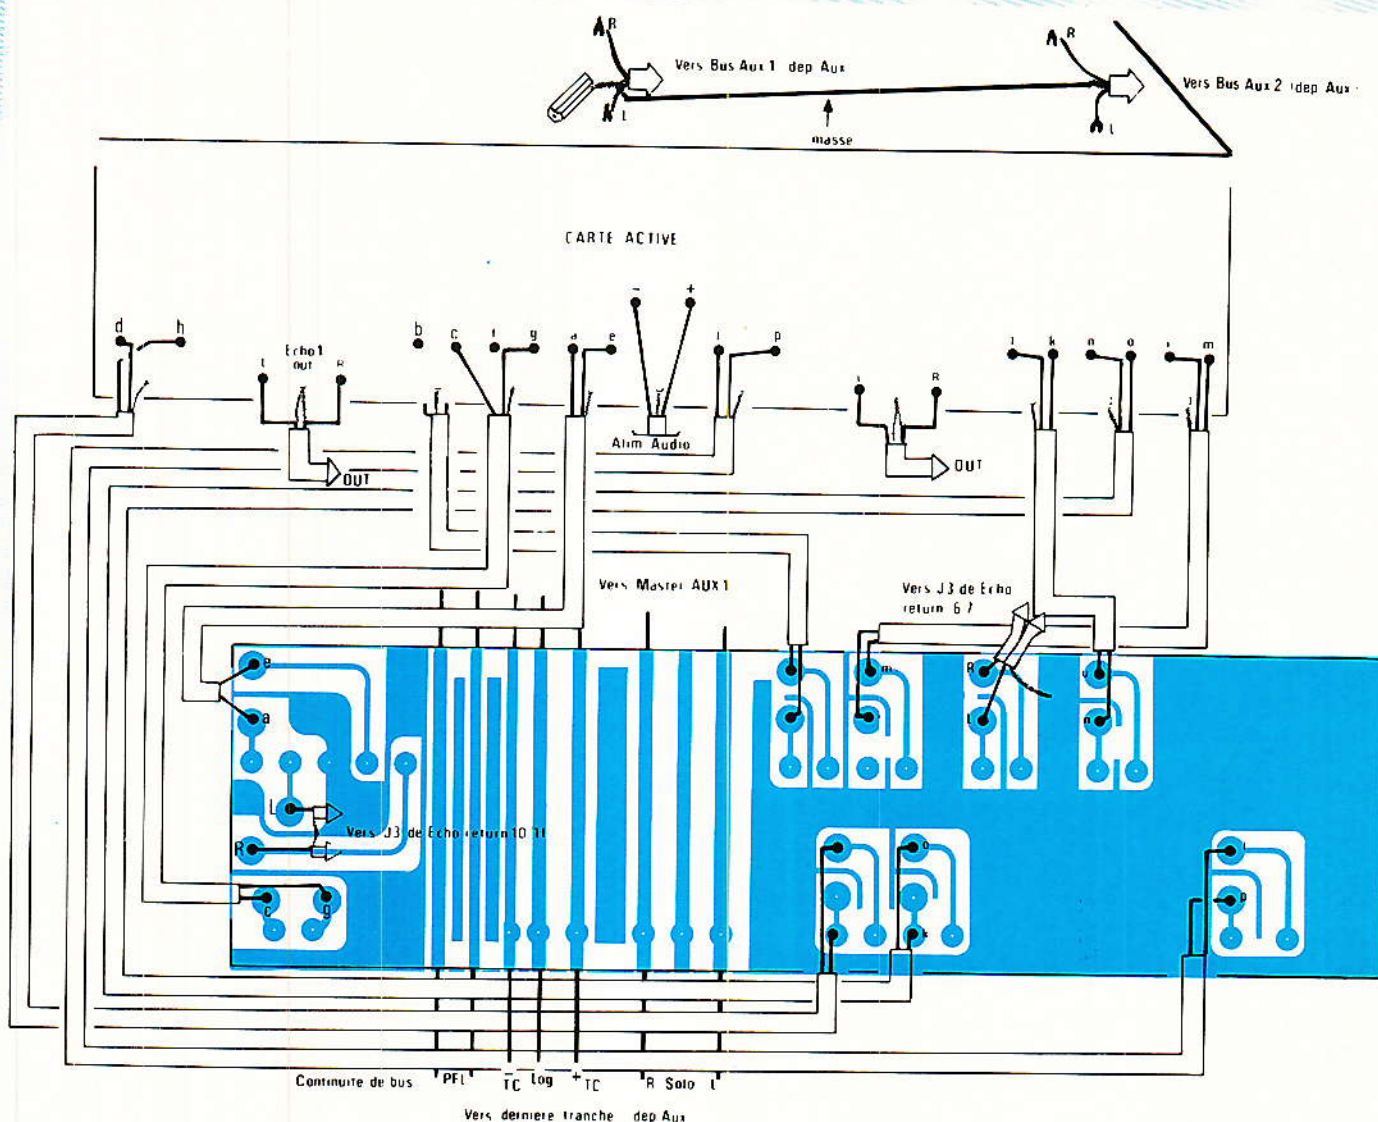 A R
Vers Bus Aux 1 dep Aux
A R
Vers Bus Aux 2 dep Aux
L
L
masse
CARTE ACTIVE
- +
d h b c f g a e i p l k n o m
Echo 1
out
L R
L R
Alim Audio
OUT
OUT
Vers Master AUX 1
Vers J3 de Echo
return 6 7
e m R
a L n
L
Vers J3 de Echo return 10 11
R
o i
c g p
k
Continuite de bus PFL - TC Log + TC R Solo L
Vers derniere tranche dep Aux